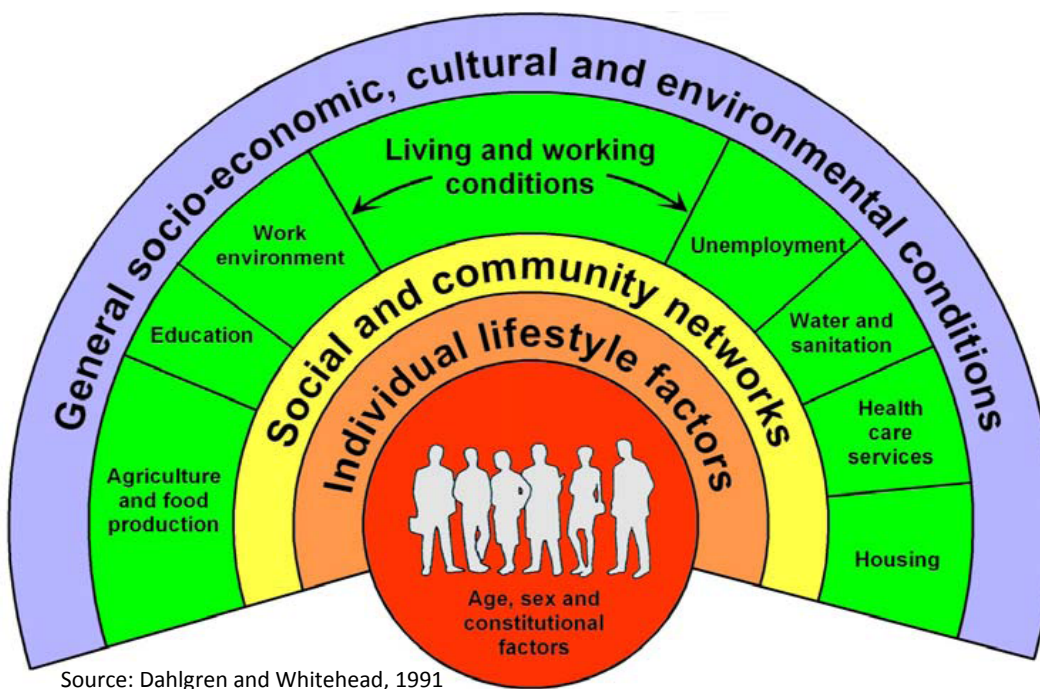 General socio-economic, cultural and environmental conditions
Living and working
conditions
Work
environment
Unemployment
Education
Water and
sanitation
Agriculture
and food
production
Health
care
services
Housing
Social and community networks
Individual lifestyle factors
Age, sex and
constitutional
factors
Source: Dahlgren and Whitehead, 1991